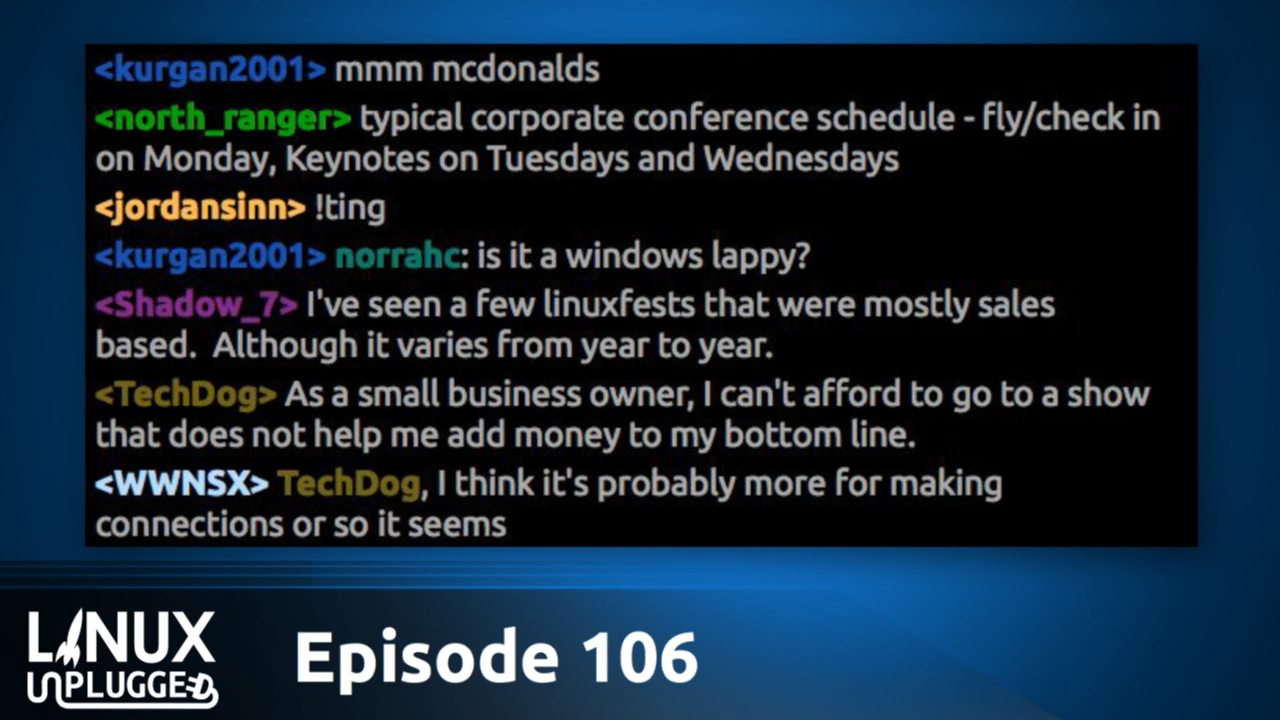 <kurgan2001> mmm mcdonalds
<north_ranger> typical corporate conference schedule - fly/check in
on Monday, Keynotes on Tuesdays and Wednesdays
<jordansinn> !ting
<kurgan2001> norrahc: is it a windows lappy?
<Shadow_7> I've seen a few linuxfests that were mostly sales
based.  Although it varies from year to year.
<TechDog> As a small business owner, I can't afford to go to a show
that does not help me add money to my bottom line.
<WWNSX> TechDog, I think it's probably more for making
connections or so it seems
LINUX
UNPLUGGED
Episode 106